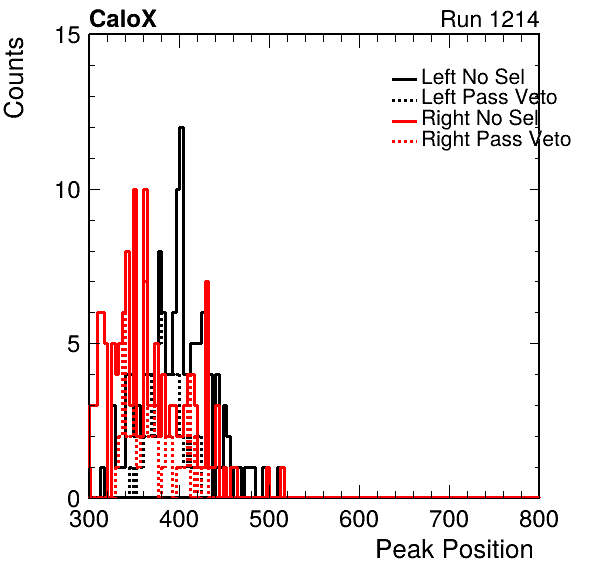 CaloX
Run 1214
Counts
15
10
5
0
Left No Sel
Left Pass Veto
Right No Sel
Right Pass Veto
300 400 500 600 700 800
Peak Position